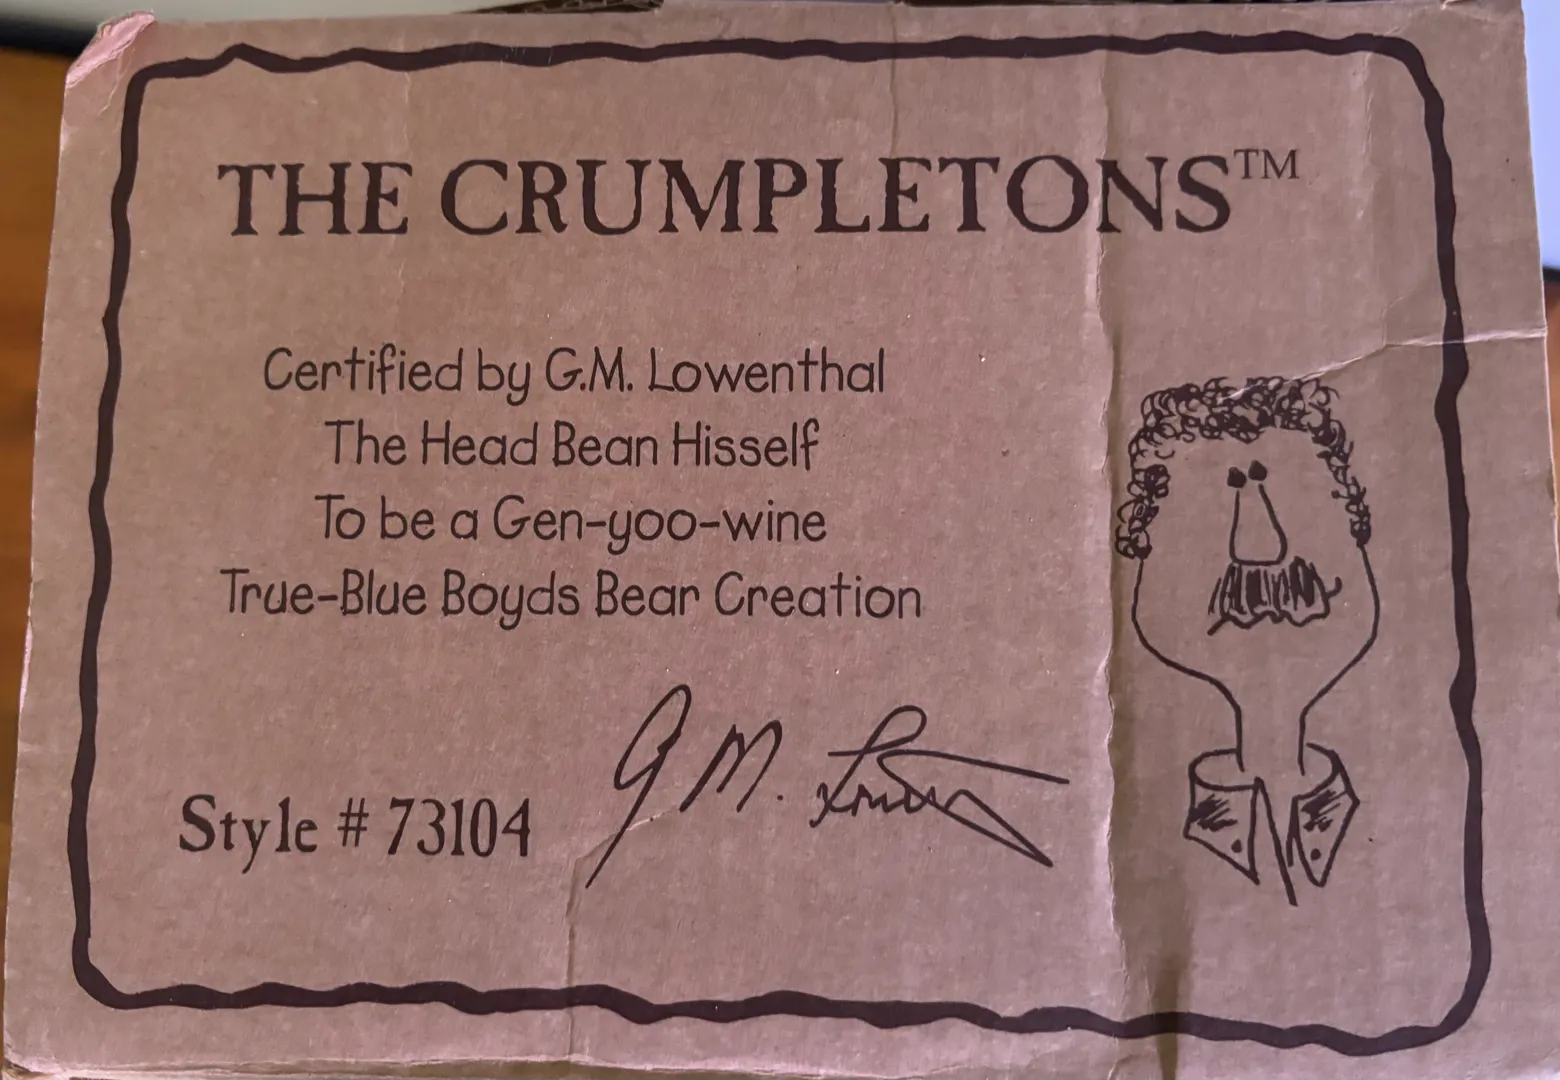 THE CRUMPLETONS™
Certified by G.M. Lowenthal
The Head Bean Hisself
To be a Gen-yoo-wine
True-Blue Boyds Bear Creation
G.M. Lowenthal
Style # 73104